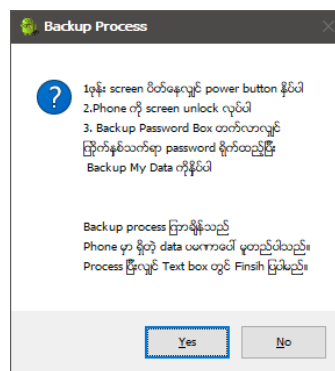 Backup Process
1ဖုန်း screen ပိတ်နေလျှင် power button နှိပ်ပါ
2.Phone ကို screen unlock လုပ်ပါ
3. Backup Password Box တက်လာလျှင်
ကြိုက်နှစ်သက်ရာ password ရိုက်ထည့်ပြီး
Backup My Data ကိုနှိပ်ပါ
Backup process ကြာချိန်သည်
Phone မှာ ရှိတဲ့ data ပမဏာပေါ် မူတည်ပါသည်။
Process ပြီးလျှင် Text box တွင် Finsih ပြပါမည်။
Yes
No